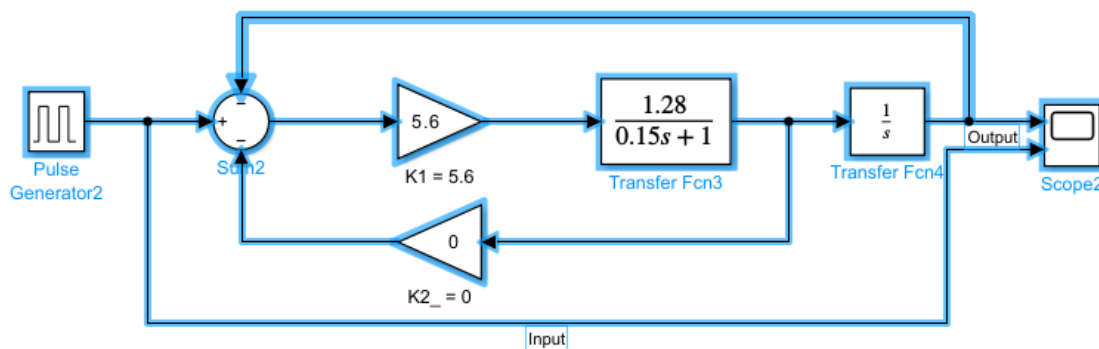 +
−
−
5.6
1.28
0.15s + 1
1
s
Pulse
Generator2
Sum2
K1 = 5.6
Transfer Fcn3
Transfer Fcn4
Output
Scope2
0
K2_ = 0
Input